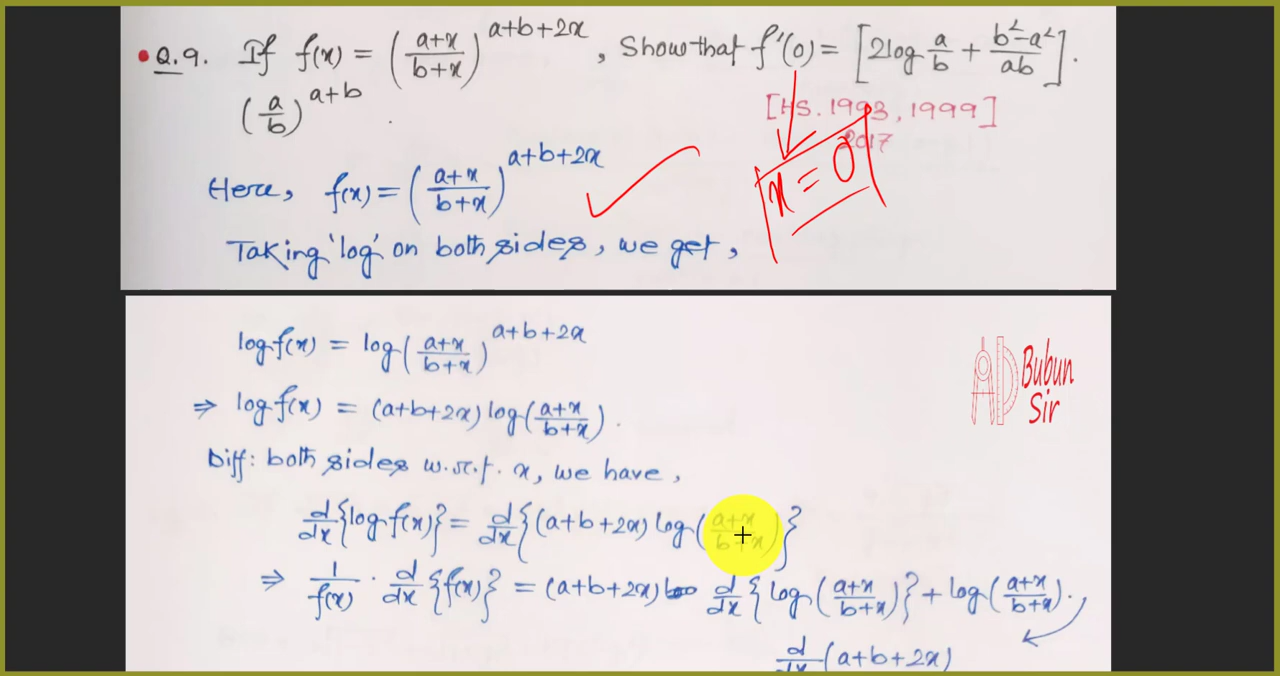 Q.9. If f(x) = ((a+x)/(b+x))^(a+b+2x), Show that f'(0) = [2log a/b + (b²-a²)/ab].
(a/b)^(a+b)
[HS. 1993, 1999]
2017
x = 0
Here, f(x) = ((a+x)/(b+x))^(a+b+2x)
Taking 'log' on both sides, we get,
log f(x) = log((a+x)/(b+x))^(a+b+2x)
⇒ log f(x) = (a+b+2x) log((a+x)/(b+x)).
Diff: both sides w.r.t. x, we have,
d/dx{log f(x)} = d/dx{(a+b+2x) log((a+x)/(b+x))}
⇒ 1/f(x) · d/dx{f(x)} = (a+b+2x) d/dx{log((a+x)/(b+x))} + log((a+x)/(b+x)).
d/dx(a+b+2x)
Bubun
Sir